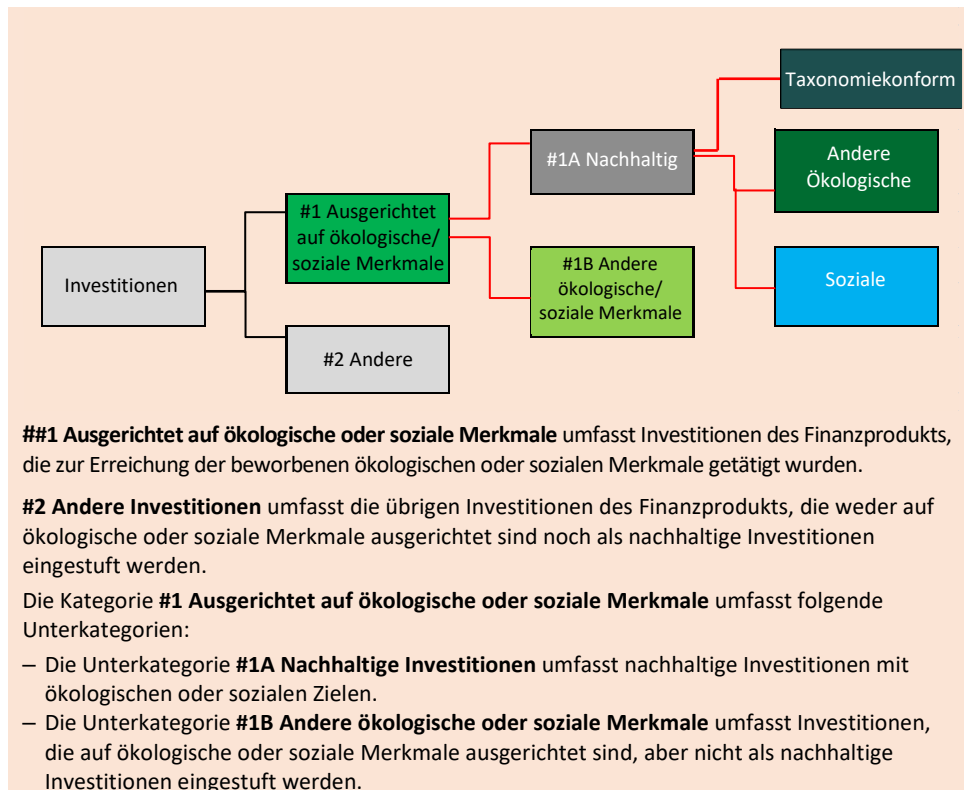 Taxonomiekonform
#1A Nachhaltig
Andere
Ökologische
#1 Ausgerichtet
auf ökologische/
soziale Merkmale
Investitionen
#1B Andere
ökologische/
soziale Merkmale
Soziale
#2 Andere
##1 Ausgerichtet auf ökologische oder soziale Merkmale umfasst Investitionen des Finanzprodukts,
die zur Erreichung der beworbenen ökologischen oder sozialen Merkmale getätigt wurden.
#2 Andere Investitionen umfasst die übrigen Investitionen des Finanzprodukts, die weder auf
ökologische oder soziale Merkmale ausgerichtet sind noch als nachhaltige Investitionen
eingestuft werden.
Die Kategorie #1 Ausgerichtet auf ökologische oder soziale Merkmale umfasst folgende
Unterkategorien:
– Die Unterkategorie #1A Nachhaltige Investitionen umfasst nachhaltige Investitionen mit
ökologischen oder sozialen Zielen.
– Die Unterkategorie #1B Andere ökologische oder soziale Merkmale umfasst Investitionen,
die auf ökologische oder soziale Merkmale ausgerichtet sind, aber nicht als nachhaltige
Investitionen eingestuft werden.